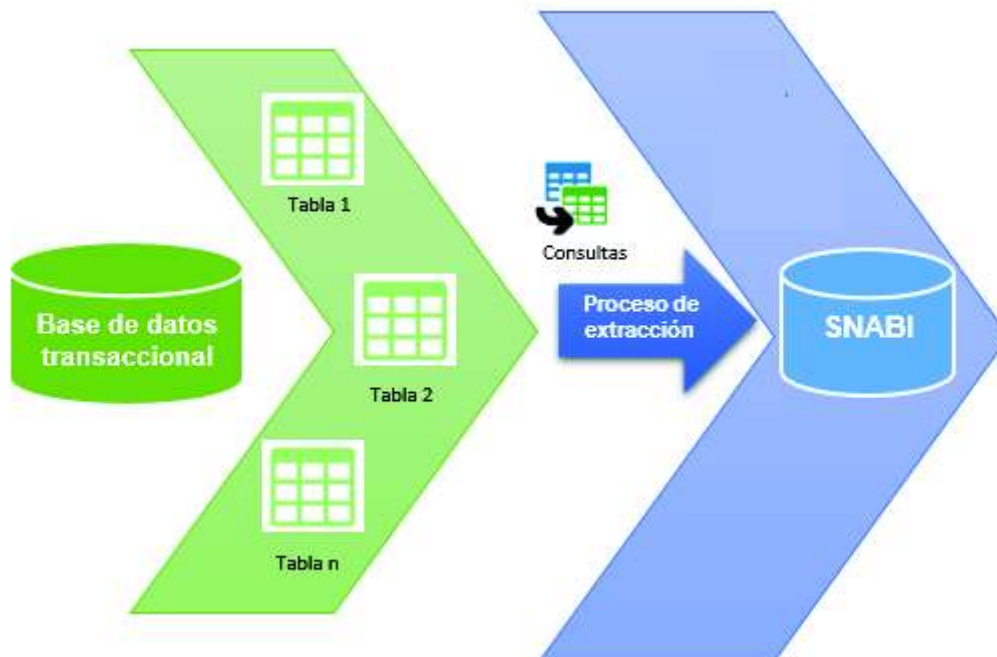 Base de datos
transaccional
Tabla 1
Tabla 2
Tabla n
Consultas
Proceso de
extracción
SNABI